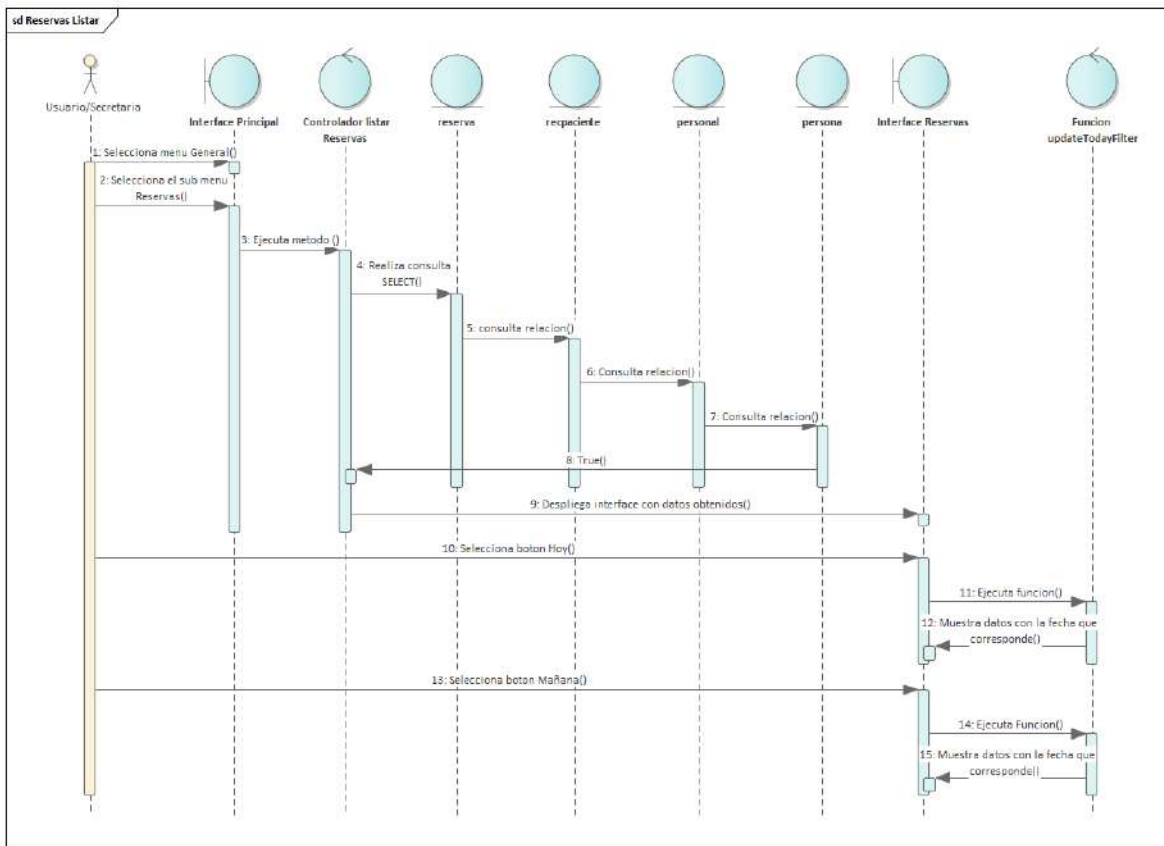 sd Reservas Listar
Usuario/Secretaria
Interface Principal
Controlador listar
Reservas
reserva
recpaciente
personal
persona
Interface Reservas
Funcion
updateTodayFilter
1: Selecciona menu General()
2: Selecciona el sub menu
Reservas()
3: Ejecuta metodo ()
4: Realiza consulta
SELECT()
5: consulta relacion()
6: Consulta relacion()
7: Consulta relacion()
8: True()
9: Despliega interface con datos obtenidos()
10: Selecciona boton Hoy()
11: Ejecuta funcion()
12: Muestra datos con la fecha que
corresponde()
13: Selecciona boton Mañana()
14: Ejecuta Funcion()
15: Muestra datos con la fecha que
corresponde()